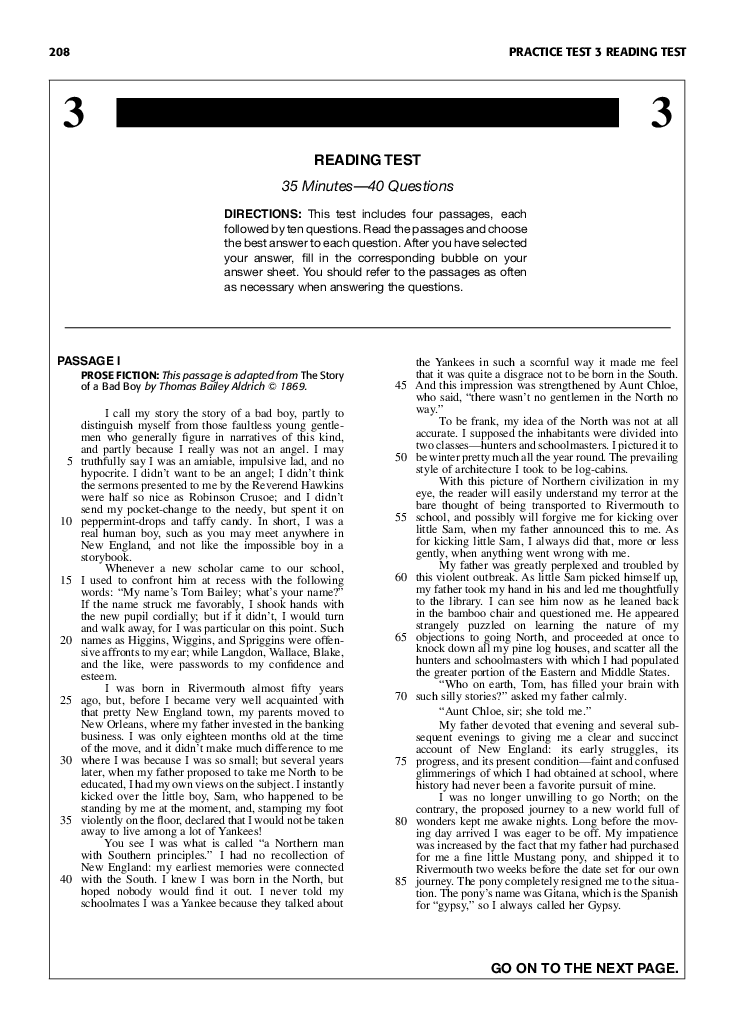 208
PRACTICE TEST 3 READING TEST
3
3
READING TEST
35 Minutes—40 Questions
DIRECTIONS: This test includes four passages, each
followed by ten questions. Read the passages and choose
the best answer to each question. After you have selected
your answer, fill in the corresponding bubble on your
answer sheet. You should refer to the passages as often
as necessary when answering the questions.
PASSAGE I
PROSE FICTION: This passage is adapted from The Story
of a Bad Boy by Thomas Bailey Aldrich © 1869.
I call my story the story of a bad boy, partly to
distinguish myself from those faultless young gentle-
men who generally figure in narratives of this kind,
and partly because I really was not an angel. I may
5 truthfully say I was an amiable, impulsive lad, and no
hypocrite. I didn't want to be an angel; I didn't think
the sermons presented to me by the Reverend Hawkins
were half so nice as Robinson Crusoe; and I didn't
send my pocket-change to the needy, but spent it on
10 peppermint-drops and taffy candy. In short, I was a
real human boy, such as you may meet anywhere in
New England, and not like the impossible boy in a
storybook.
Whenever a new scholar came to our school,
15 I used to confront him at recess with the following
words: "My name's Tom Bailey; what's your name?"
If the name struck me favorably, I shook hands with
the new pupil cordially; but if it didn't, I would turn
and walk away, for I was particular on this point. Such
20 names as Higgins, Wiggins, and Spriggins were offen-
sive affronts to my ear; while Langdon, Wallace, Blake,
and the like, were passwords to my confidence and
esteem.
I was born in Rivermouth almost fifty years
25 ago, but, before I became very well acquainted with
that pretty New England town, my parents moved to
New Orleans, where my father invested in the banking
business. I was only eighteen months old at the time
of the move, and it didn't make much difference to me
30 where I was because I was so small; but several years
later, when my father proposed to take me North to be
educated, I had my own views on the subject. I instantly
kicked over the little boy, Sam, who happened to be
standing by me at the moment, and, stamping my foot
35 violently on the floor, declared that I would not be taken
away to live among a lot of Yankees!
You see I was what is called "a Northern man
with Southern principles." I had no recollection of
New England: my earliest memories were connected
40 with the South. I knew I was born in the North, but
hoped nobody would find it out. I never told my
schoolmates I was a Yankee because they talked about
the Yankees in such a scornful way it made me feel
that it was quite a disgrace not to be born in the South.
45 And this impression was strengthened by Aunt Chloe,
who said, "there wasn't no gentlemen in the North no
way."
To be frank, my idea of the North was not at all
accurate. I supposed the inhabitants were divided into
two classes—hunters and schoolmasters. I pictured it to
50 be winter pretty much all the year round. The prevailing
style of architecture I took to be log-cabins.
With this picture of Northern civilization in my
eye, the reader will easily understand my terror at the
bare thought of being transported to Rivermouth to
55 school, and possibly will forgive me for kicking over
little Sam, when my father announced this to me. As
for kicking little Sam, I always did that, more or less
gently, when anything went wrong with me.
My father was greatly perplexed and troubled by
60 this violent outbreak. As little Sam picked himself up,
my father took my hand in his and led me thoughtfully
to the library. I can see him now as he leaned back
in the bamboo chair and questioned me. He appeared
strangely puzzled on learning the nature of my
65 objections to going North, and proceeded at once to
knock down all my pine log houses, and scatter all the
hunters and schoolmasters with which I had populated
the greater portion of the Eastern and Middle States.
"Who on earth, Tom, has filled your brain with
70 such silly stories?" asked my father calmly.
"Aunt Chloe, sir; she told me."
My father devoted that evening and several sub-
sequent evenings to giving me a clear and succinct
account of New England: its early struggles, its
75 progress, and its present condition—faint and confused
glimmerings of which I had obtained at school, where
history had never been a favorite pursuit of mine.
I was no longer unwilling to go North; on the
contrary, the proposed journey to a new world full of
80 wonders kept me awake nights. Long before the mov-
ing day arrived I was eager to be off. My impatience
was increased by the fact that my father had purchased
for me a fine little Mustang pony, and shipped it to
Rivermouth two weeks before the date set for our own
85 journey. The pony completely resigned me to the situa-
tion. The pony's name was Gitana, which is the Spanish
for "gypsy," so I always called her Gypsy.
GO ON TO THE NEXT PAGE.